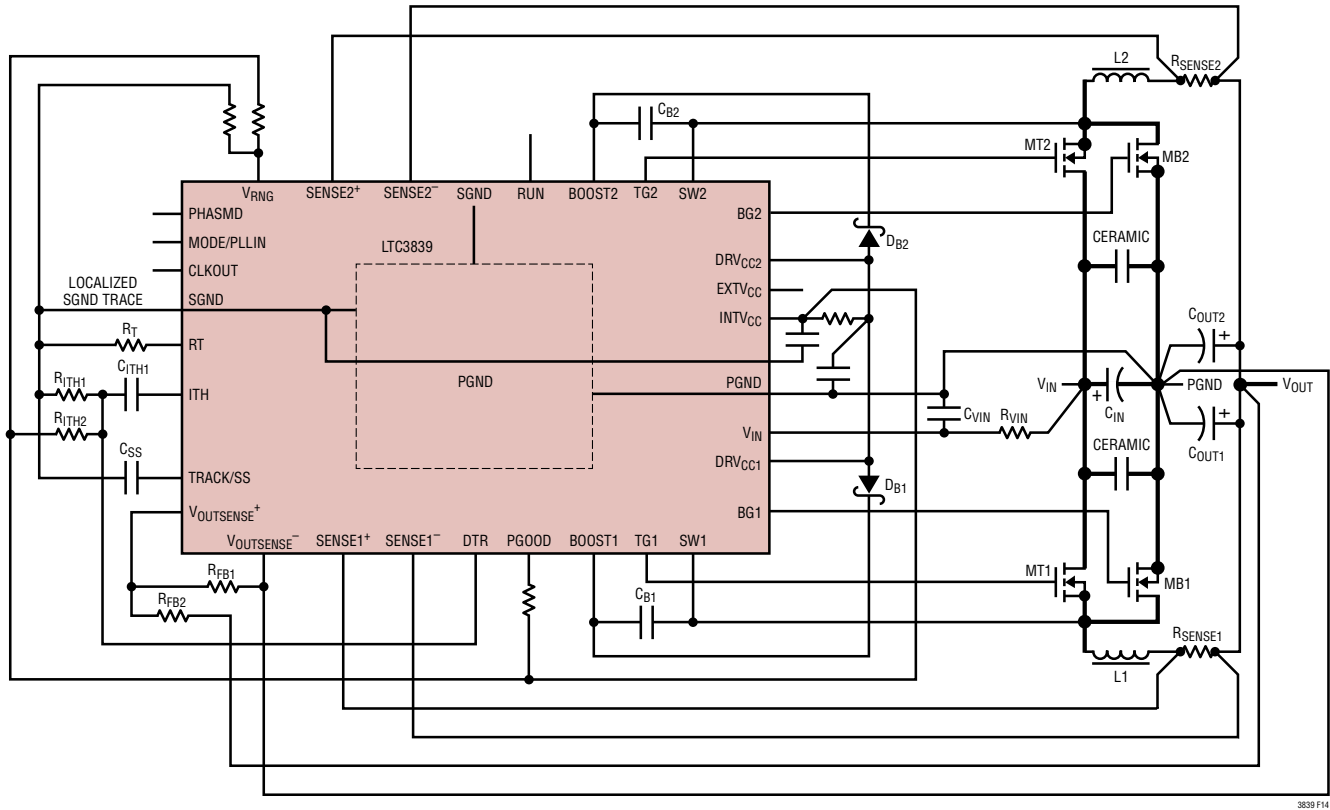 L2
RSENSE2
CB2
MT2
MB2
VRNG
SENSE2+
SENSE2–
SGND
RUN
BOOST2
TG2
SW2
PHASMD
BG2
MODE/PLLIN
LTC3839
DB2
CERAMIC
CLKOUT
DRVCC2
LOCALIZED
SGND TRACE
SGND
EXTVCC
INTVCC
COUT2
RT
RT
CITH1
RITH1
ITH
PGND
PGND
VIN
+
CIN
PGND
VOUT
RITH2
CVIN
RVIN
VIN
+
+
COUT1
CSS
TRACK/SS
DRVCC1
CERAMIC
DB1
VOUTSENSE+
BG1
VOUTSENSE–
SENSE1+
SENSE1–
DTR
PGOOD
BOOST1
TG1
SW1
RFB1
MT1
MB1
RFB2
CB1
RSENSE1
L1
3839 F14